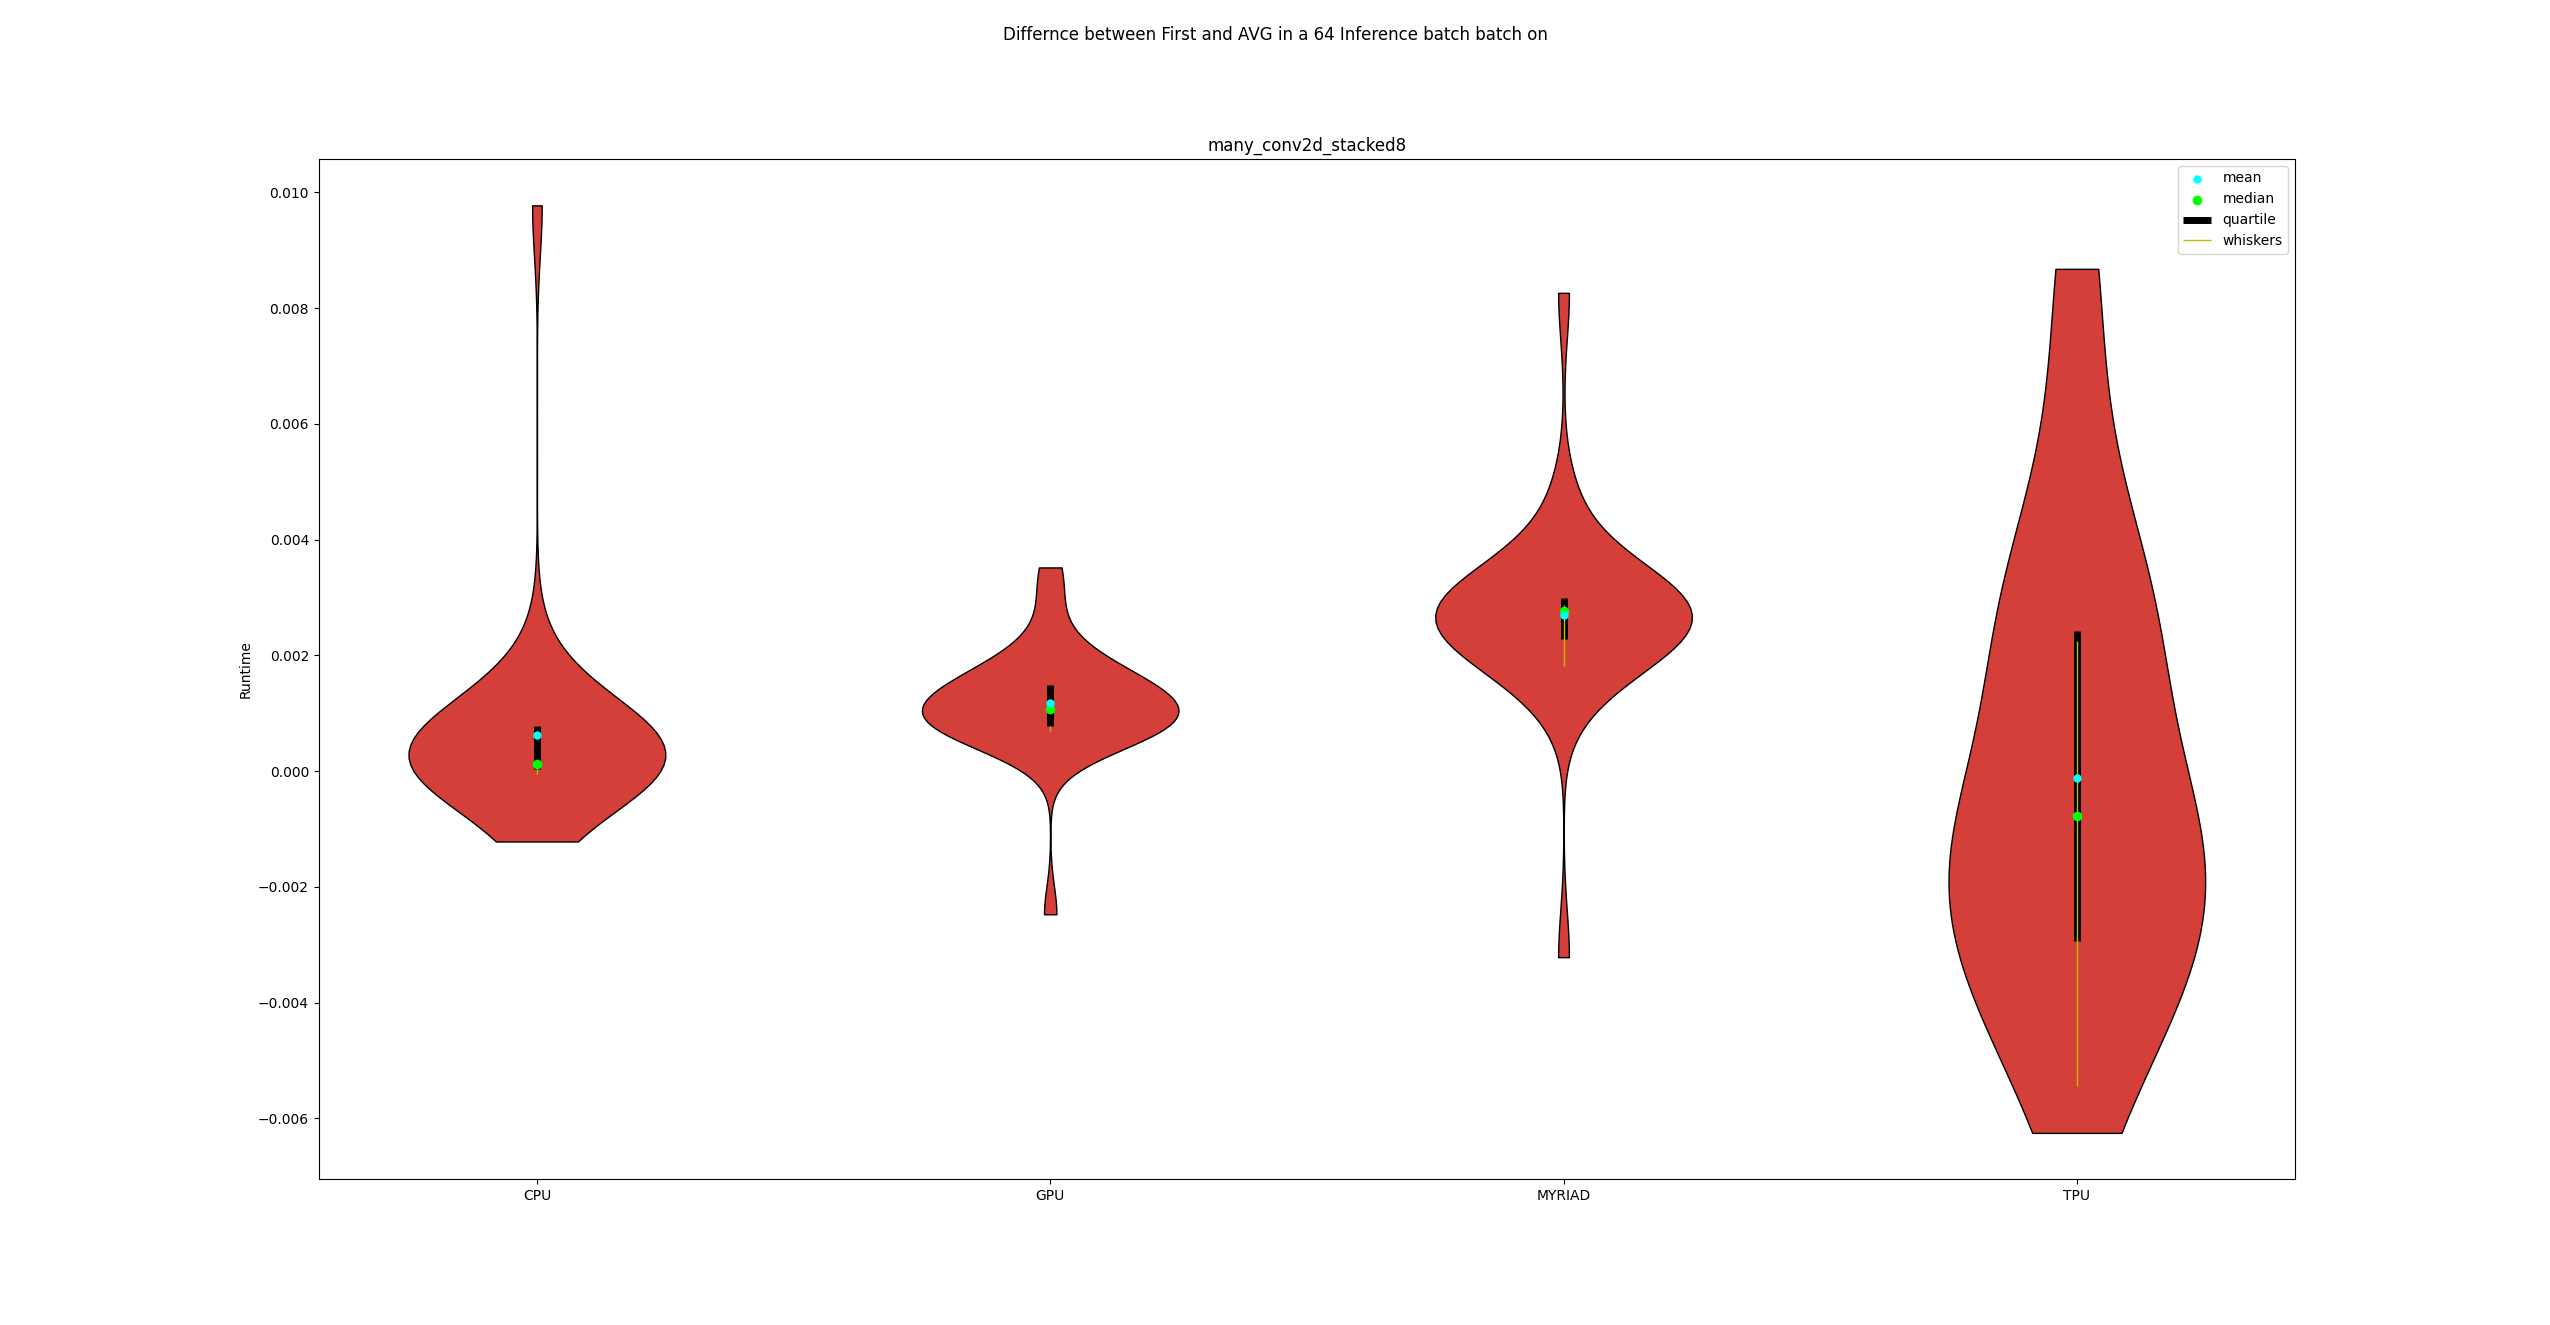 Differnce between First and AVG in a 64 Inference batch batch on
many_conv2d_stacked8
mean
median
quartile
whiskers
0.010
0.008
0.006
0.004
0.002
0.000
−0.002
−0.004
−0.006
Runtime
CPU
GPU
MYRIAD
TPU